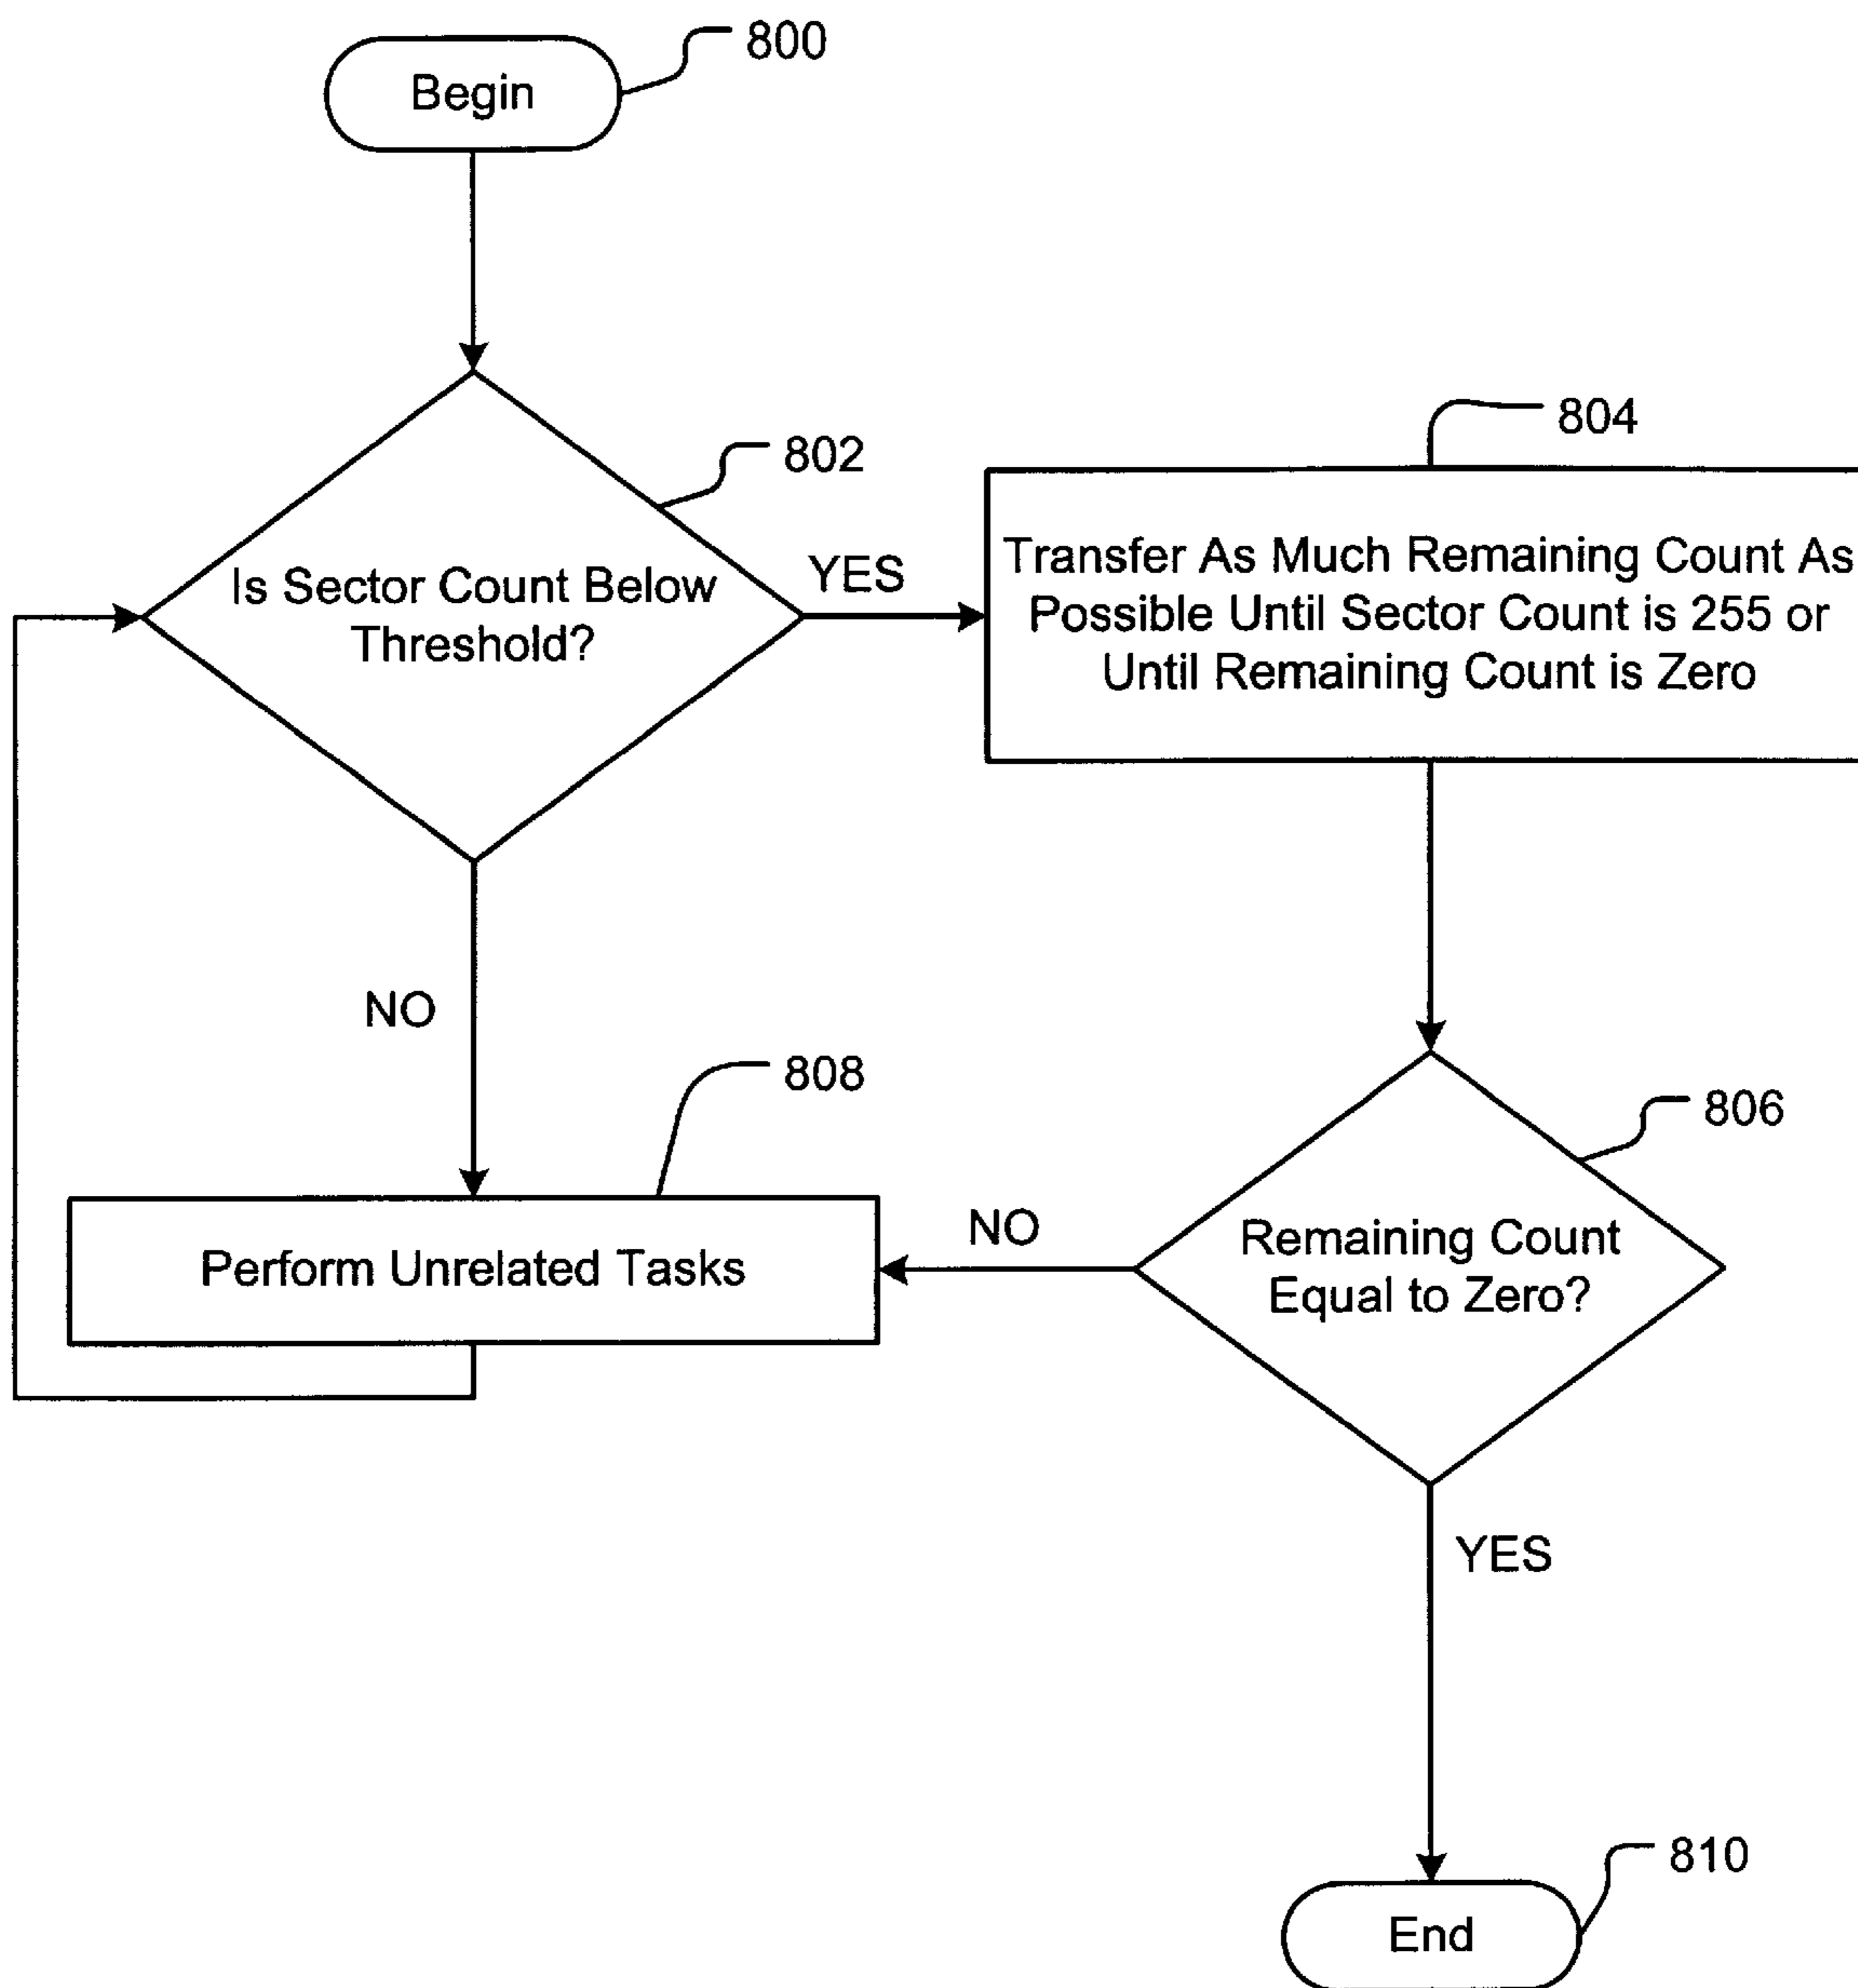 800
Begin
802
Is Sector Count Below
Threshold?
YES
804
Transfer As Much Remaining Count As
Possible Until Sector Count is 255 or
Until Remaining Count is Zero
NO
808
Perform Unrelated Tasks
NO
806
Remaining Count
Equal to Zero?
YES
810
End